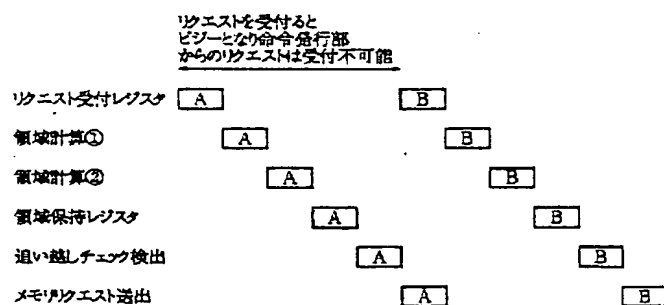 リクエストを受付ると
ビジーとなり命令発行部
からのリクエストは受付不可能
リクエスト受付レジスタ A B
領域計算① A B
領域計算② A B
領域保持レジスタ A B
追い越しチェック検出 A B
メモリリクエスト送出 A B